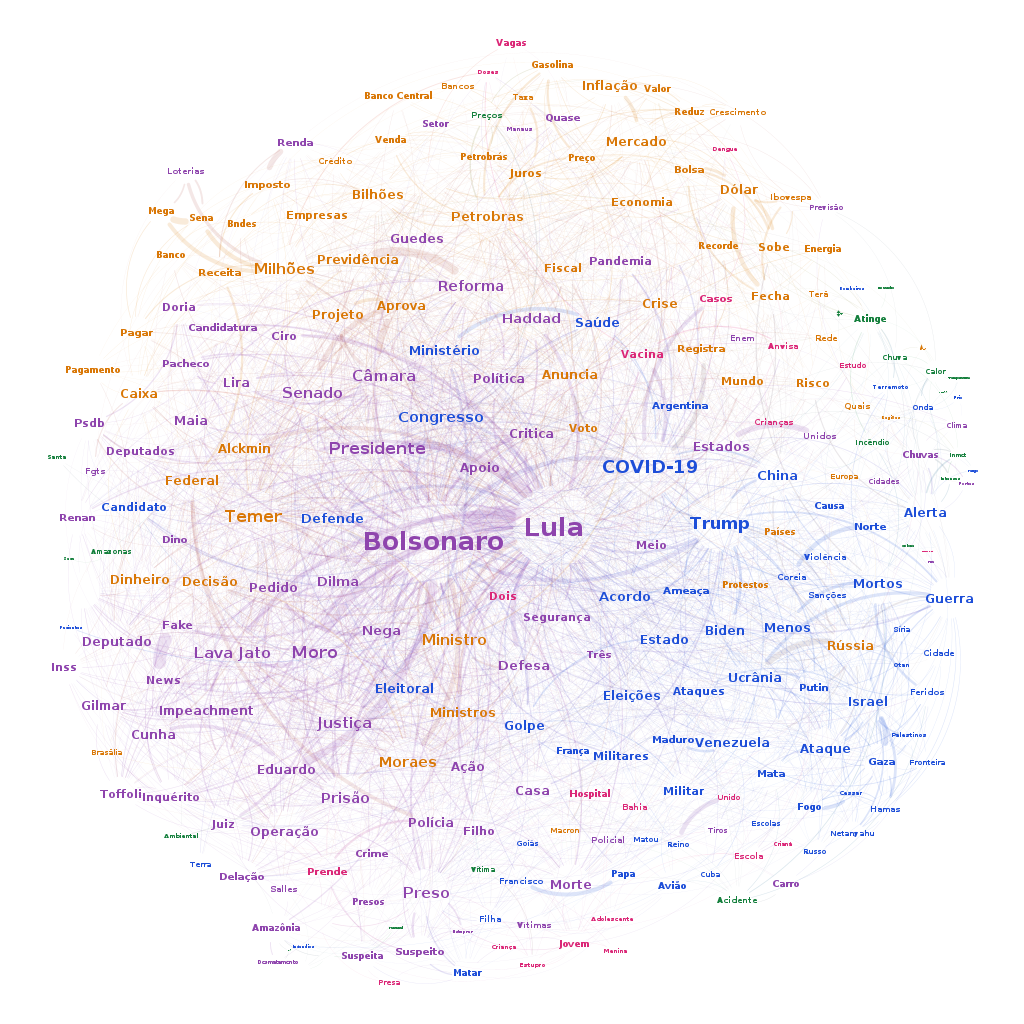 Vagas
Gasolina
Doses
Bancos
Inflação
Valor
Banco Central
Taxa
Reduz
Crescimento
Preços
Quase
Setor
Manaus
Venda
Renda
Mercado
Dengue
Crédito
Petrobrás
Preço
Loterias
Juros
Bolsa
Imposto
Bilhões
Dólar
Ibovespa
Economia
Previsão
Mega
Sena
Bndes
Empresas
Petrobras
Guedes
Recorde
Sobe
Energia
Banco
Receita
Milhões
Previdência
Fiscal
Pandemia
Reforma
Doria
Projeto
Aprova
Crise
Casos
Fecha
Terá
Haddad
Saúde
Atinge
Pagar
Candidatura
Ciro
Ministério
Vacina
Registra
Enem
Anvisa
Rede
Chuva
Pacheco
Estudo
Calor
Pagamento
Lira
Câmara
Política
Anuncia
Mundo
Risco
Terremoto
Caixa
Senado
Argentina
Quais
Onda
Psdb
Maia
Congresso
Voto
Crianças
Clima
Deputados
Alckmin
Presidente
Critica
Estados
Unidos
Incêndio
Santa
Fgts
Apoio
COVID-19
Chuvas
Inmet
Federal
China
Europa
Cidades
Candidato
Renan
Temer
Defende
Bolsonaro
Lula
Trump
Causa
Norte
Alerta
Dino
Meio
Países
Amazonas
Violência
Dinheiro
Decisão
Pedido
Dilma
Dois
Acordo
Ameaça
Protestos
Coreia
Sanções
Mortos
Guerra
Fake
Nega
Segurança
Deputado
Ministro
Estado
Biden
Menos
Síria
Inss
Lava Jato
Moro
Defesa
Três
Rússia
Cidade
Otan
News
Eleitoral
Eleições
Ataques
Ucrânia
Putin
Israel
Feridos
Gilmar
Impeachment
Ministros
Cunha
Justiça
Golpe
Maduro
Venezuela
Palestinos
Brasília
França
Militares
Ataque
Gaza
Fronteira
Eduardo
Moraes
Ação
Mata
Toffoli
Inquérito
Prisão
Casa
Hospital
Militar
Unido
Cessar
Bahia
Fogo
Hamas
Juiz
Operação
Polícia
Filho
Macron
Policial
Matou
Reino
Tiros
Escolas
Netanyahu
Ambiental
Goiás
Russo
Crime
Escola
Terra
Delação
Prende
Vítima
Francisco
Morte
Papa
Avião
Cuba
Carro
Salles
Preso
Presos
Acidente
Amazônia
Filha
Vítimas
Adolescente
Suspeita
Suspeito
Criança
Jovem
Menina
Desmatamento
Matar
Estupro
Presa